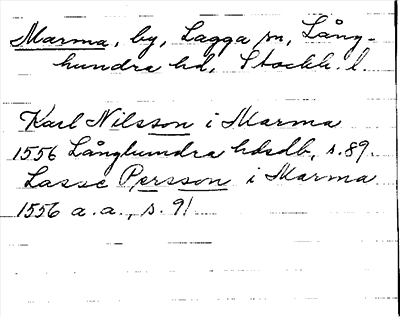 Marma, by, Lagga sn, Lång-
hundra hd, Stockh. l.
Karl Nilsson i Marma
1556 Långhundra hdsdb, s. 89.
Lasse Persson i Marma
1556 a.a., s. 91